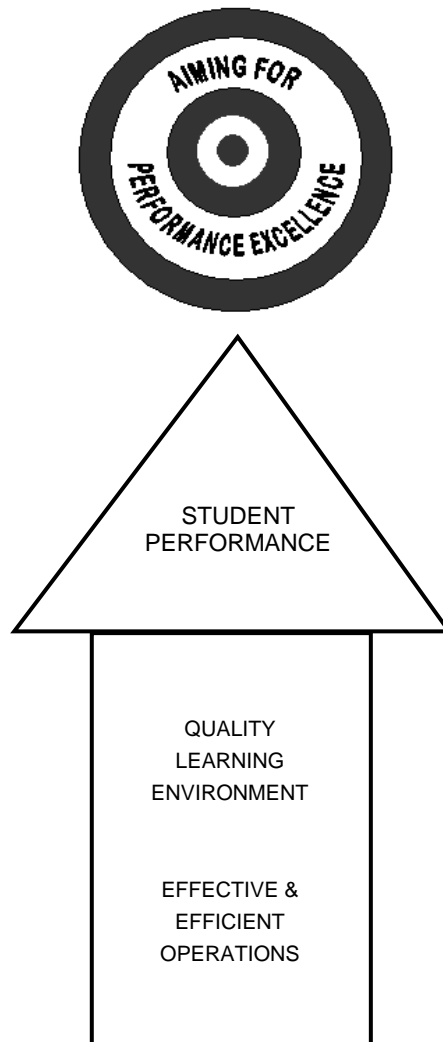 AIMING FOR
PERFORMANCE EXCELLENCE
STUDENT
PERFORMANCE
QUALITY
LEARNING
ENVIRONMENT
EFFECTIVE &
EFFICIENT
OPERATIONS